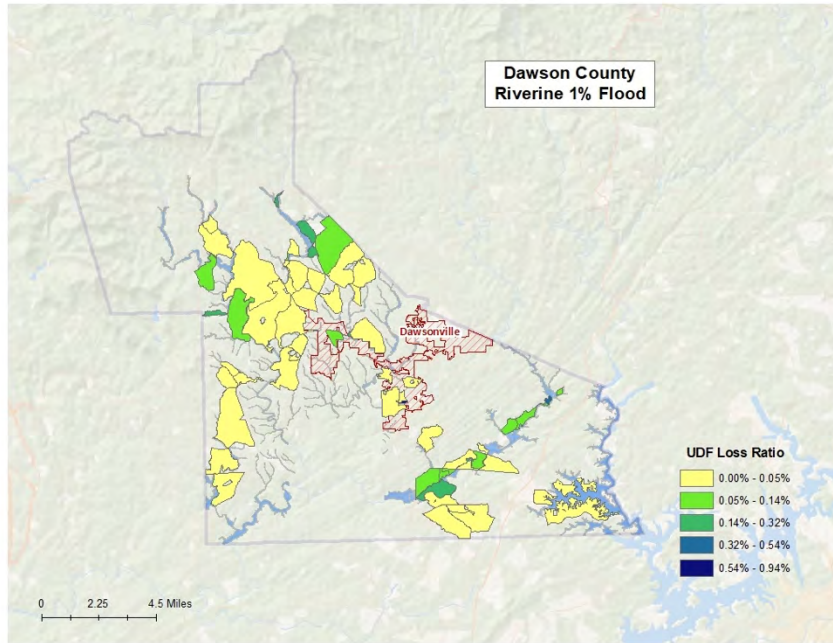 Dawson County
Riverine 1% Flood
Dawsonville
UDF Loss Ratio
0.00% - 0.05%
0.05% - 0.14%
0.14% - 0.32%
0.32% - 0.54%
0.54% - 0.94%
0 2.25 4.5 Miles